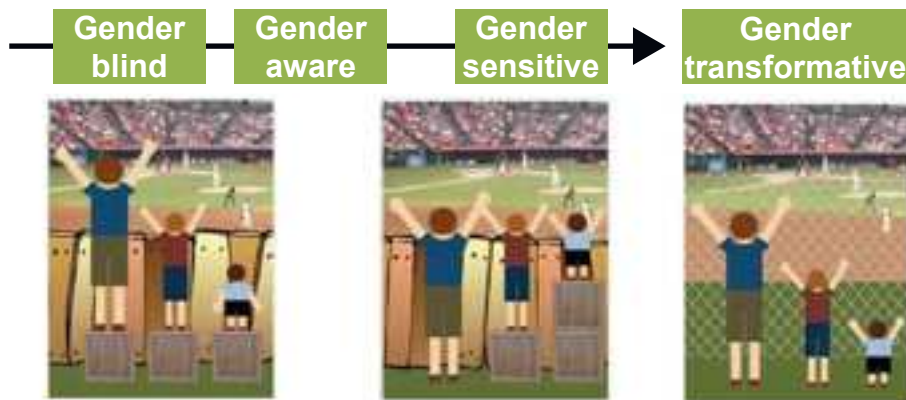 Gender
blind
Gender
aware
Gender
sensitive
Gender
transformative